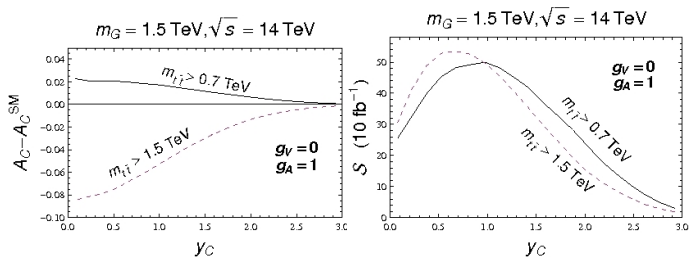 m_G = 1.5 TeV, √s = 14 TeV
A_C−A_C^SM
0.04
0.02
0.00
−0.02
−0.04
−0.06
−0.08
−0.10
m_{t t̄} > 0.7 TeV
m_{t t̄} > 1.5 TeV
g_V=0
g_A=1
0.0 0.5 1.0 1.5 2.0 2.5 3.0
y_C
m_G = 1.5 TeV, √s = 14 TeV
S (10 fb⁻¹)
50
40
30
20
10
0
g_V=0
g_A=1
m_{t t̄} > 0.7 TeV
m_{t t̄} > 1.5 TeV
0.0 0.5 1.0 1.5 2.0 2.5 3.0
y_C